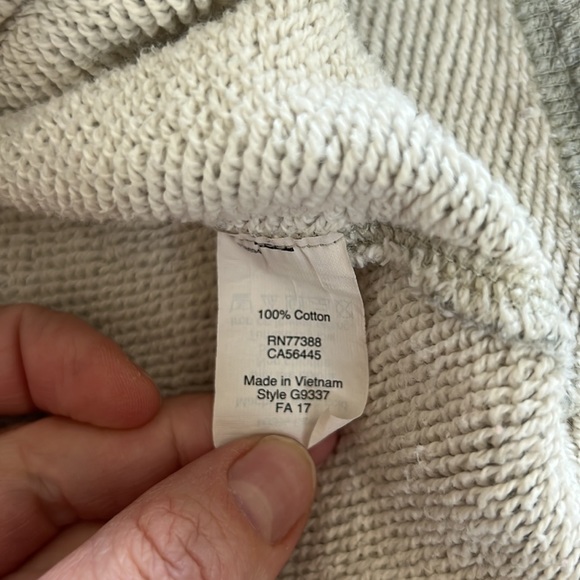 100% Cotton
RN77388
CA56445
Made in Vietnam
Style G9337
FA 17